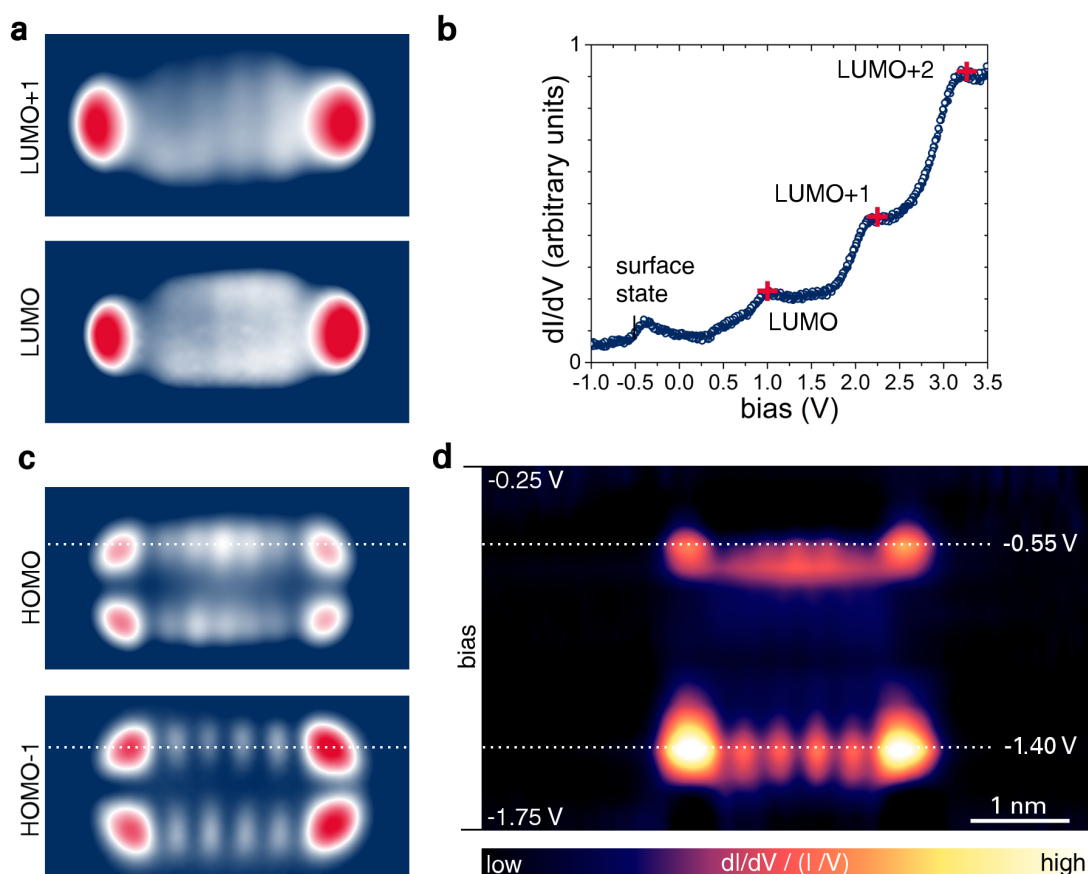 a
LUMO+1
LUMO
b
dI/dV (arbitrary units)
1
0
LUMO+2
LUMO+1
surface
state
LUMO
-1.0 -0.5 0.0 0.5 1.0 1.5 2.0 2.5 3.0 3.5
bias (V)
c
HOMO
HOMO-1
d
bias
-0.25 V
-0.55 V
-1.40 V
-1.75 V
1 nm
low dI/dV / (I /V) high